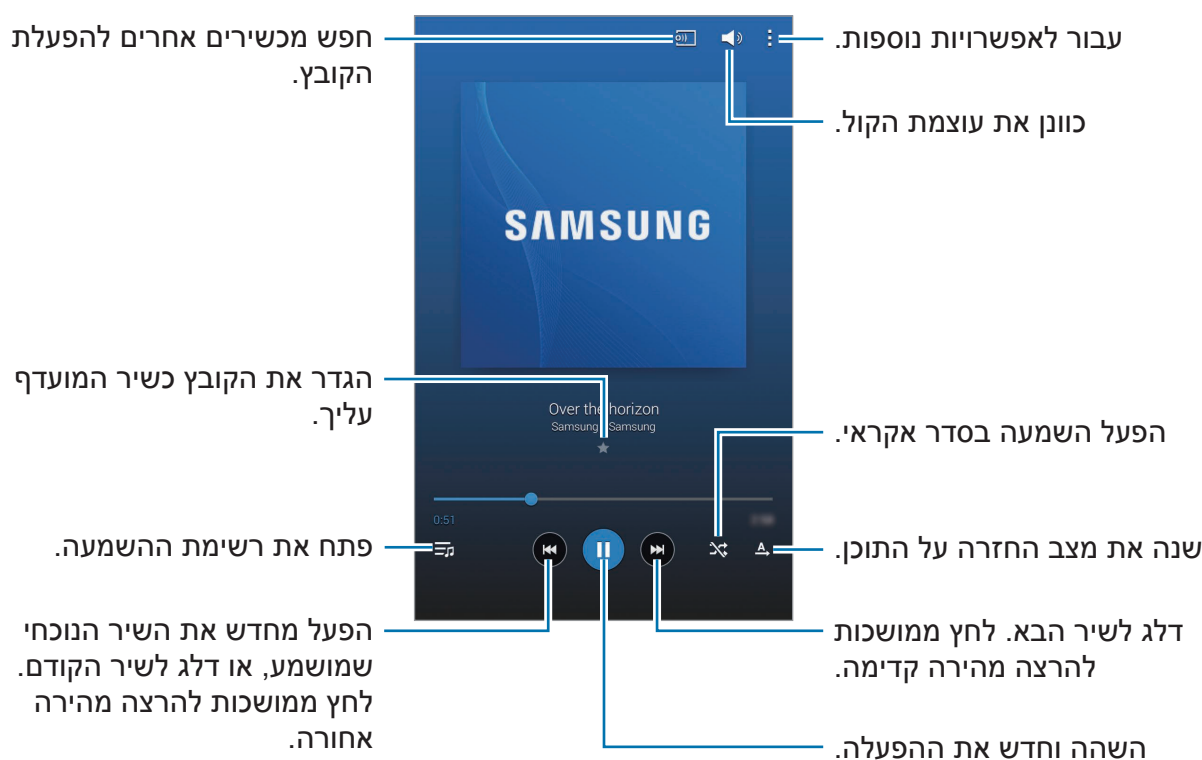 חפש מכשירים אחרים להפעלת
הקובץ.
עבור לאפשרויות נוספות.
כוונן את עוצמת הקול.
SAMSUNG
הגדר את הקובץ כשיר המועדף
עליך.
Over the horizon
Samsung Samsung
הפעל השמעה בסדר אקראי.
0:51
פתח את רשימת ההשמעה.
A
שנה את מצב החזרה על התוכן.
הפעל מחדש את השיר הנוכחי
שמושמע, או דלג לשיר הקודם.
לחץ ממושכות להרצה מהירה
אחורה.
דלג לשיר הבא. לחץ ממושכות
להרצה מהירה קדימה.
השהה וחדש את ההפעלה.